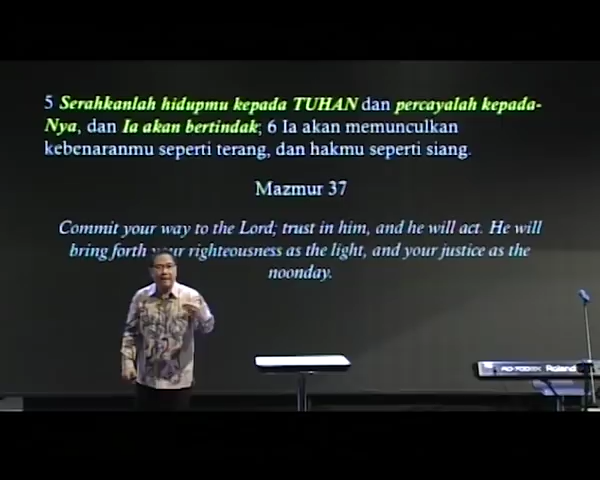 5 Serahkanlah hidupmu kepada TUHAN dan percayalah kepada-
Nya, dan Ia akan bertindak; 6 Ia akan memunculkan
kebenaranmu seperti terang, dan hakmu seperti siang.
Mazmur 37
Commit your way to the Lord; trust in him, and he will act. He will
bring forth your righteousness as the light, and your justice as the
noonday.
Roland